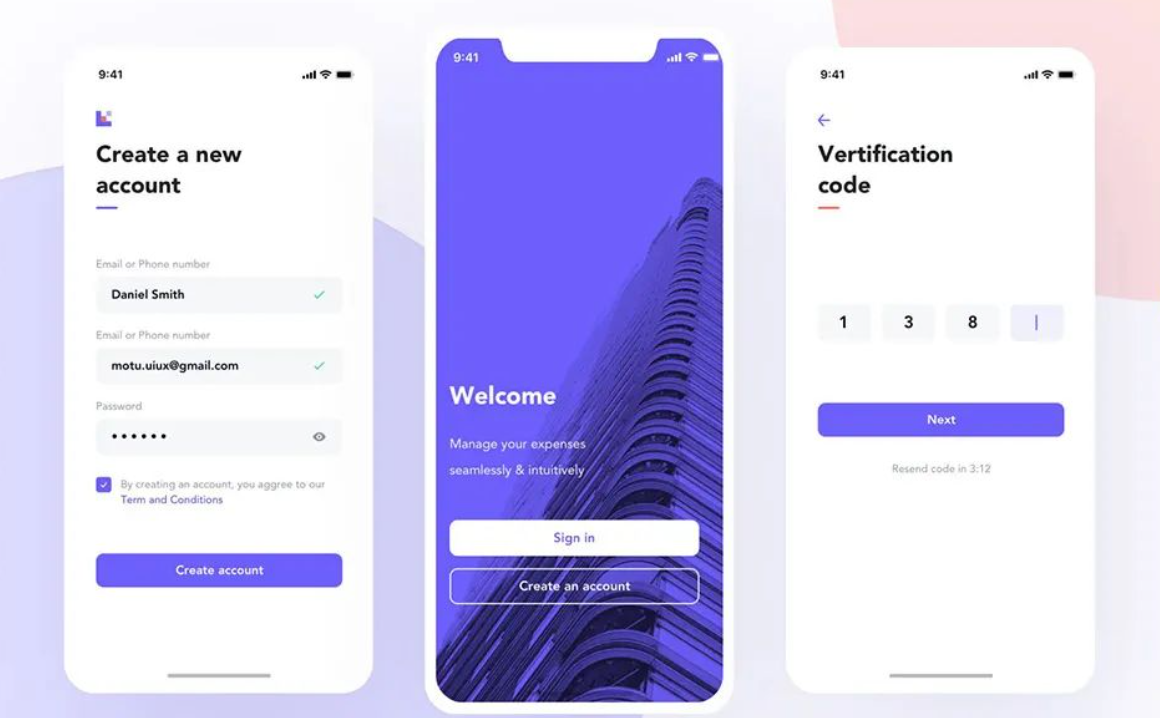 9:41
Create a new
account
Email or Phone number
Daniel Smith
Email or Phone number
motu.uiux@gmail.com
Password
By creating an account, you aggree to our
Term and Conditions
Create account
9:41
Welcome
Manage your expenses
seamlessly & intuitively
Sign in
Create an account
9:41
Vertification
code
1 3 8
Next
Resend code in 3:12